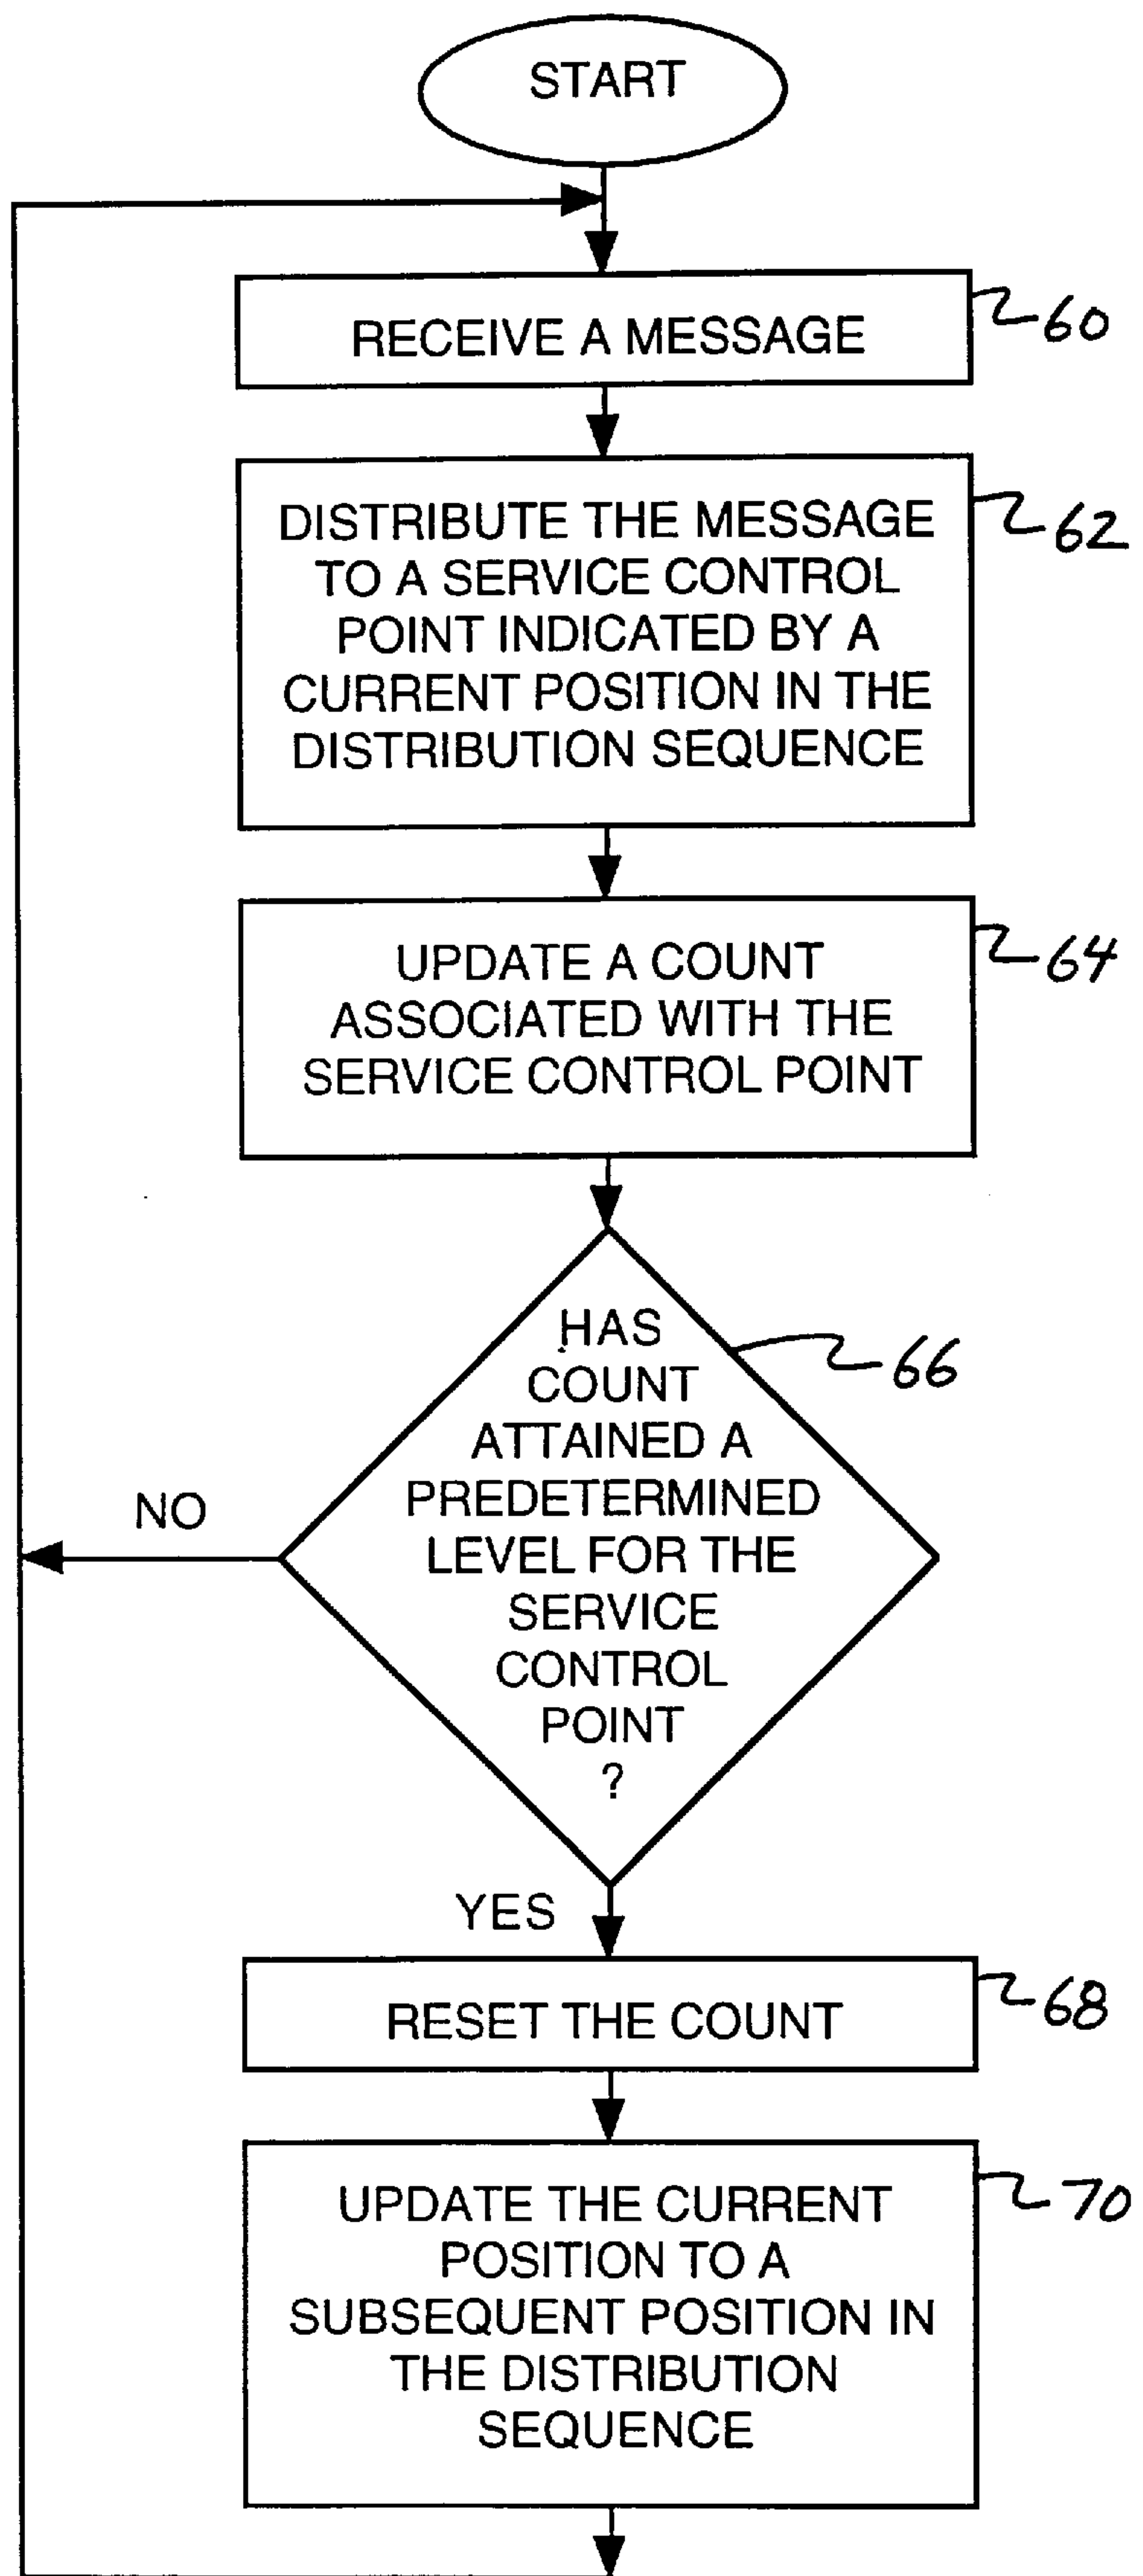 START
RECEIVE A MESSAGE
60
DISTRIBUTE THE MESSAGE
TO A SERVICE CONTROL
POINT INDICATED BY A
CURRENT POSITION IN THE
DISTRIBUTION SEQUENCE
62
UPDATE A COUNT
ASSOCIATED WITH THE
SERVICE CONTROL POINT
64
HAS
COUNT
ATTAINED A
PREDETERMINED
LEVEL FOR THE
SERVICE
CONTROL
POINT
?
66
NO
YES
RESET THE COUNT
68
UPDATE THE CURRENT
POSITION TO A
SUBSEQUENT POSITION IN
THE DISTRIBUTION
SEQUENCE
70